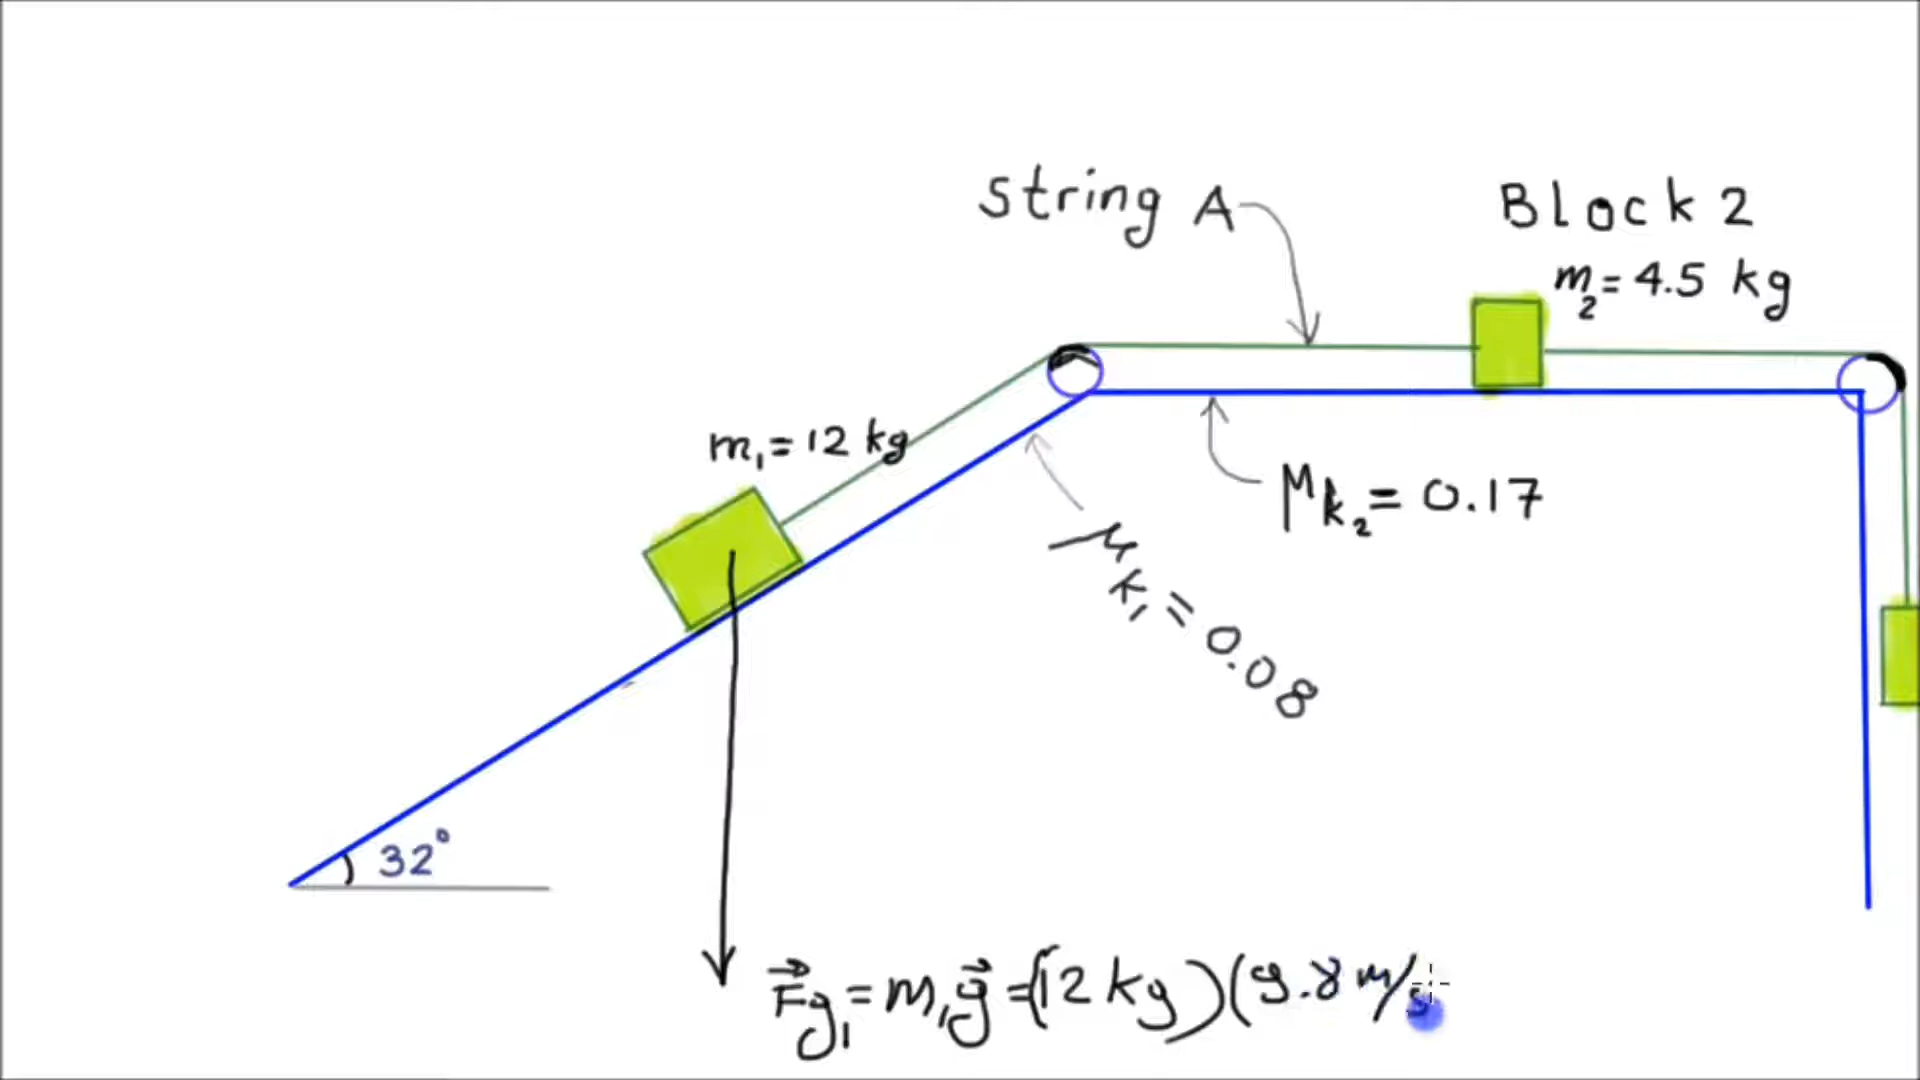 string A
Block 2
m₂ = 4.5 kg
m₁ = 12 kg
μk₂ = 0.17
μk₁ = 0.08
32°
F⃗g₁ = m₁g⃗ = (12 kg)(9.8 m/s